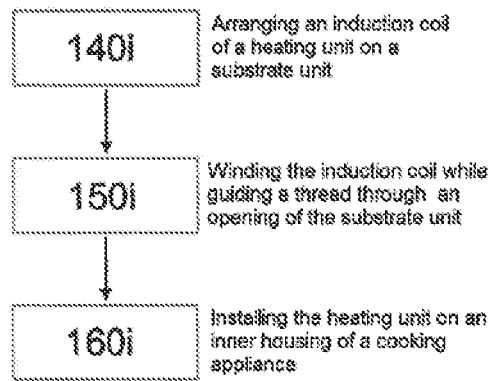 140i
Arranging an induction coil
of a heating unit on a
substrate unit
150i
Winding the induction coil while
guiding a thread through an
opening of the substrate unit
160i
Installing the heating unit on an
inner housing of a cooking
appliance